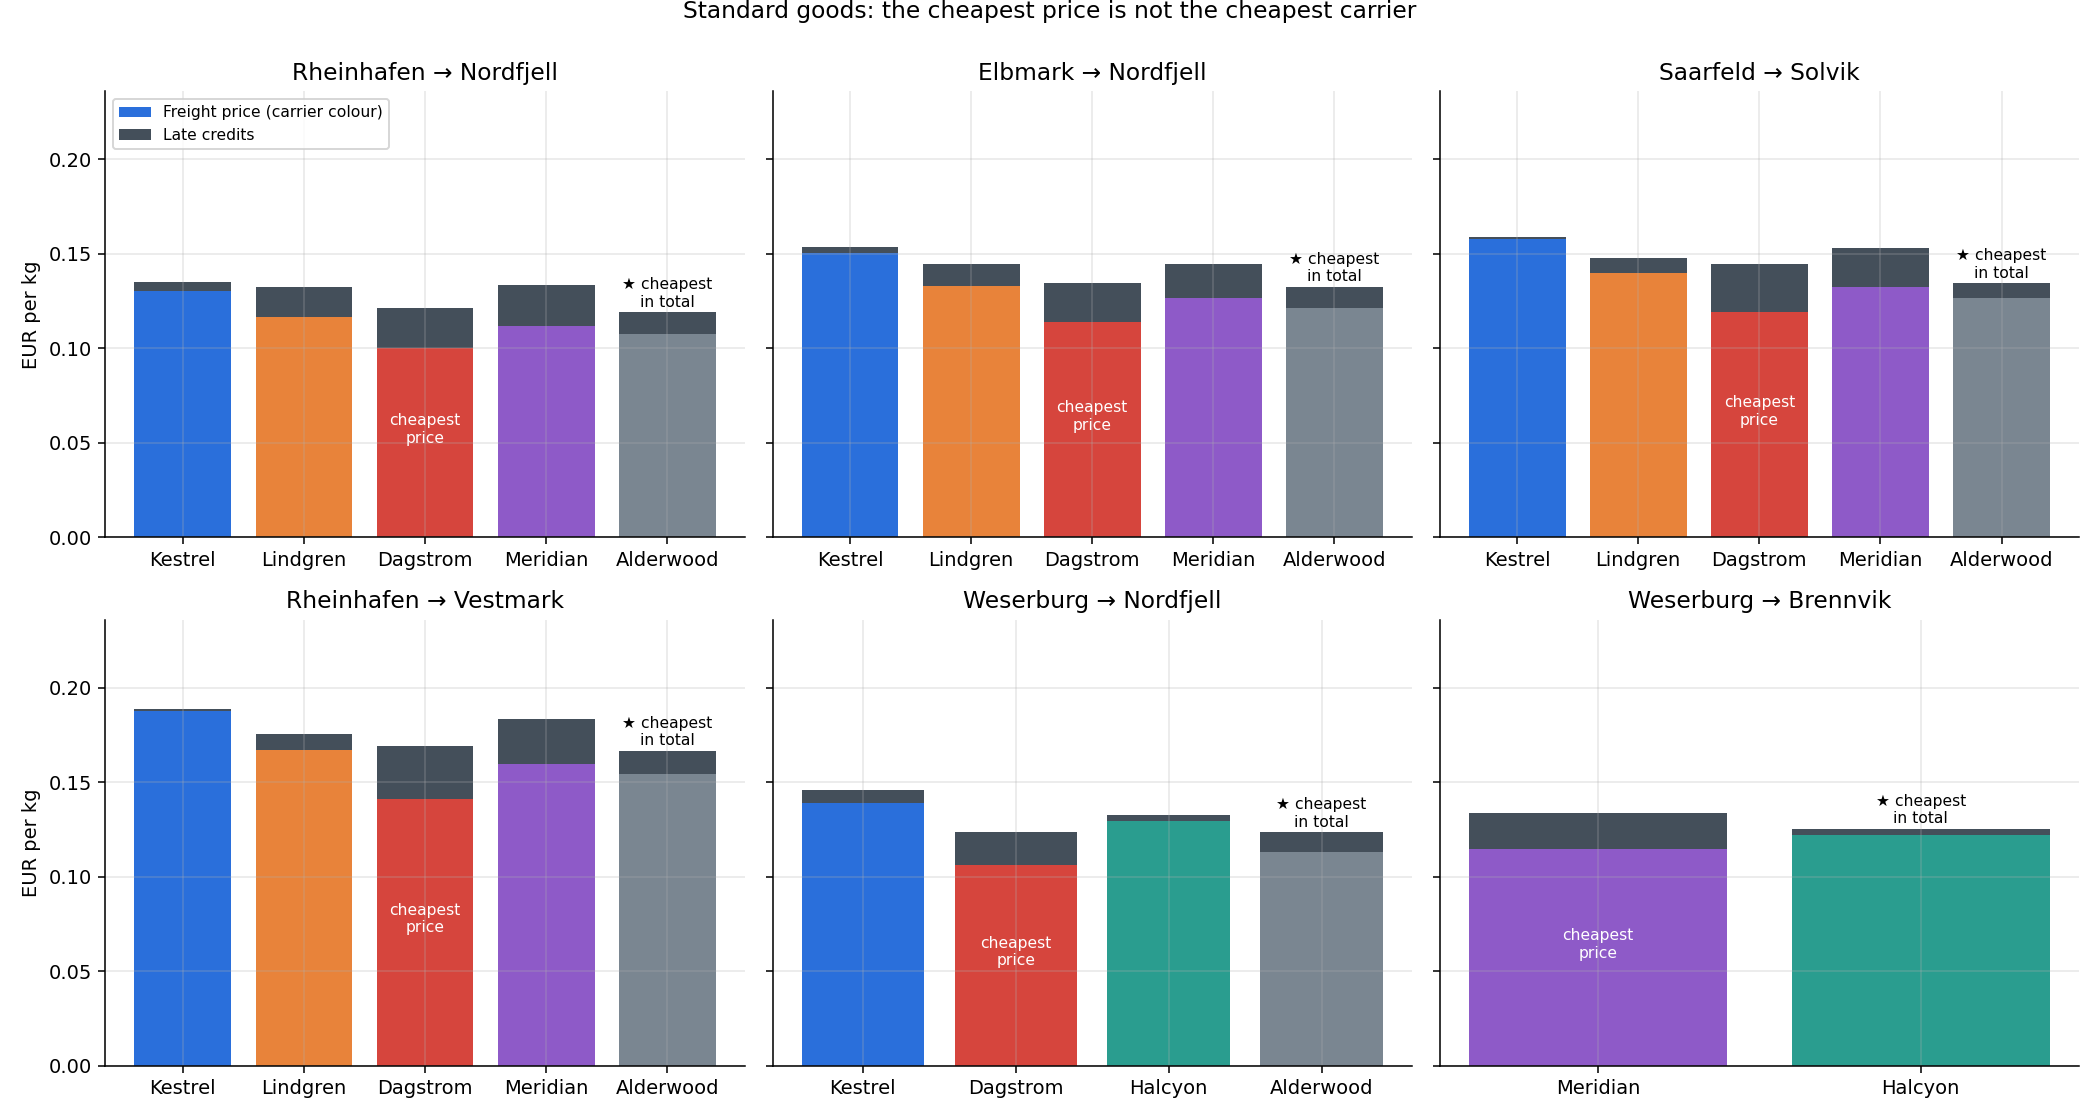 Standard goods: the cheapest price is not the cheapest carrier
Rheinhafen → Nordfjell
EUR per kg
0.20
0.15
0.10
0.05
0.00
Freight price (carrier colour)
Late credits
cheapest
price
★ cheapest
in total
Kestrel
Lindgren
Dagstrom
Meridian
Alderwood
Elbmark → Nordfjell
cheapest
price
★ cheapest
in total
Kestrel
Lindgren
Dagstrom
Meridian
Alderwood
Saarfeld → Solvik
cheapest
price
★ cheapest
in total
Kestrel
Lindgren
Dagstrom
Meridian
Alderwood
Rheinhafen → Vestmark
EUR per kg
0.20
0.15
0.10
0.05
0.00
cheapest
price
★ cheapest
in total
Kestrel
Lindgren
Dagstrom
Meridian
Alderwood
Weserburg → Nordfjell
cheapest
price
★ cheapest
in total
Kestrel
Dagstrom
Halcyon
Alderwood
Weserburg → Brennvik
cheapest
price
★ cheapest
in total
Meridian
Halcyon